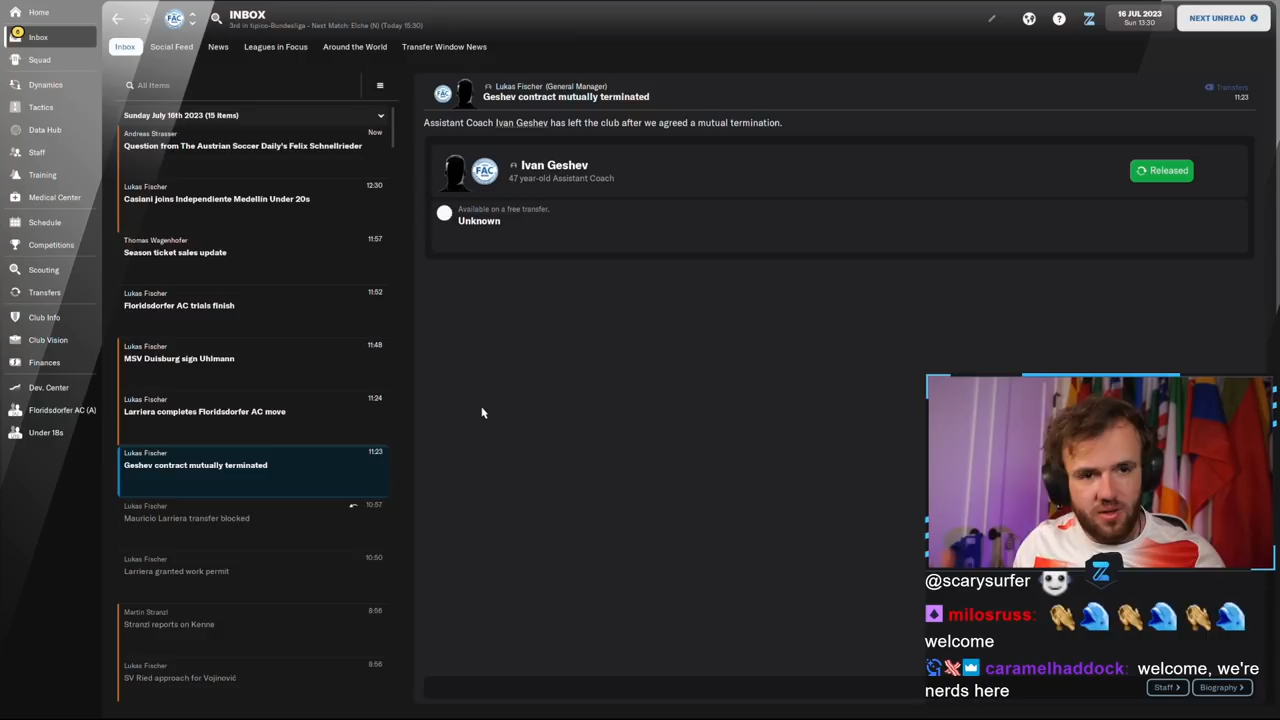 Home
Inbox
6
Squad
Dynamics
Tactics
Data Hub
Staff
Training
Medical Center
Schedule
Competitions
Scouting
Transfers
Club Info
Club Vision
Finances
Dev. Center
Floridsdorfer AC (A)
Under 18s
FAC
INBOX
3rd in tipico-Bundesliga - Next Match: Elche (N) (Today 15:30)
16 JUL 2023
Sun 13:30
NEXT UNREAD
Inbox
Social Feed
News
Leagues in Focus
Around the World
Transfer Window News
All Items
Sunday July 16th 2023 (15 Items)
Andreas Strasser
Now
Question from The Austrian Soccer Daily's Felix Schnellrieder
Lukas Fischer
12:30
Casiani joins Independiente Medellín Under 20s
Thomas Wagenhofer
11:57
Season ticket sales update
Lukas Fischer
11:52
Floridsdorfer AC trials finish
Lukas Fischer
11:48
MSV Duisburg sign Uhlmann
Lukas Fischer
11:24
Larriera completes Floridsdorfer AC move
Lukas Fischer
11:23
Geshev contract mutually terminated
Lukas Fischer
10:57
Mauricio Larriera transfer blocked
Lukas Fischer
10:50
Larriera granted work permit
Martin Stranzl
8:56
Stranzl reports on Kenne
Lukas Fischer
8:56
SV Ried approach for Vojinović
FAC
Lukas Fischer (General Manager)
Geshev contract mutually terminated
Transfers
11:23
Assistant Coach Ivan Geshev has left the club after we agreed a mutual termination.
FAC
Ivan Geshev
47 year-old Assistant Coach
Released
Available on a free transfer.
Unknown
@scarysurfer
milosruss:
welcome
caramelhaddock: welcome, we're
nerds here
Staff
Biography